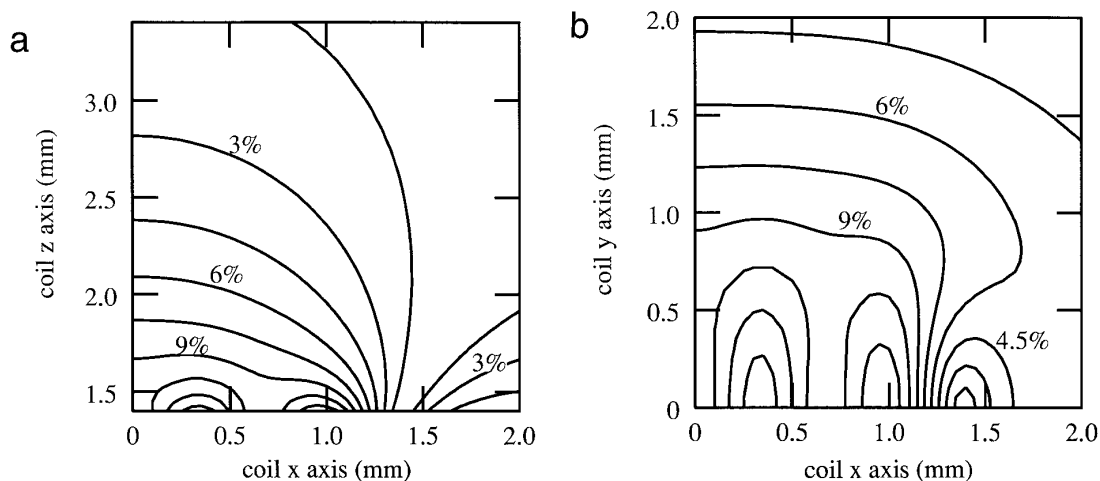 a
coil z axis (mm)
3.0
2.5
2.0
1.5
3%
6%
9%
3%
0 0.5 1.0 1.5 2.0
coil x axis (mm)
b
coil y axis (mm)
2.0
1.5
1.0
0.5
0
6%
9%
4.5%
0.0 0.5 1.0 1.5 2.0
coil x axis (mm)